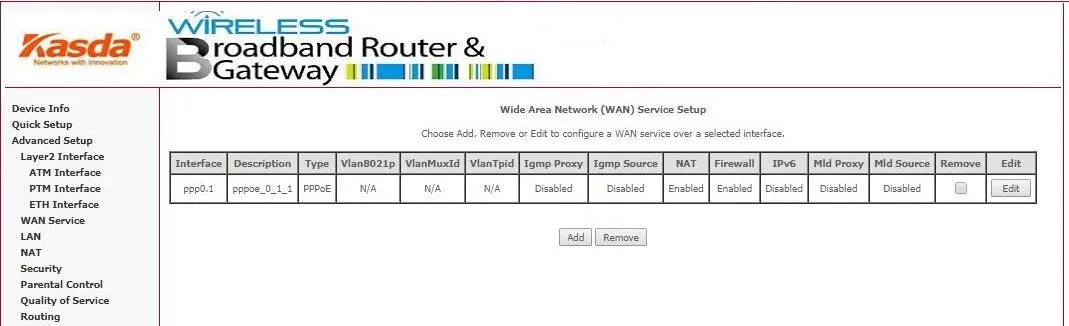 Kasda®
Networks with Innovation
WIRELESS
Broadband Router &
Gateway
Device Info
Quick Setup
Advanced Setup
Layer2 Interface
ATM Interface
PTM Interface
ETH Interface
WAN Service
LAN
NAT
Security
Parental Control
Quality of Service
Routing
Wide Area Network (WAN) Service Setup
Choose Add, Remove or Edit to configure a WAN service over a selected interface.
Interface Description Type Vlan8021p VlanMuxId VlanTpid Igmp Proxy Igmp Source NAT Firewall IPv6 Mld Proxy Mld Source Remove Edit
ppp0.1 pppoe_0_1_1 PPPoE N/A N/A N/A Disabled Disabled Enabled Enabled Disabled Disabled Disabled Edit
Add Remove